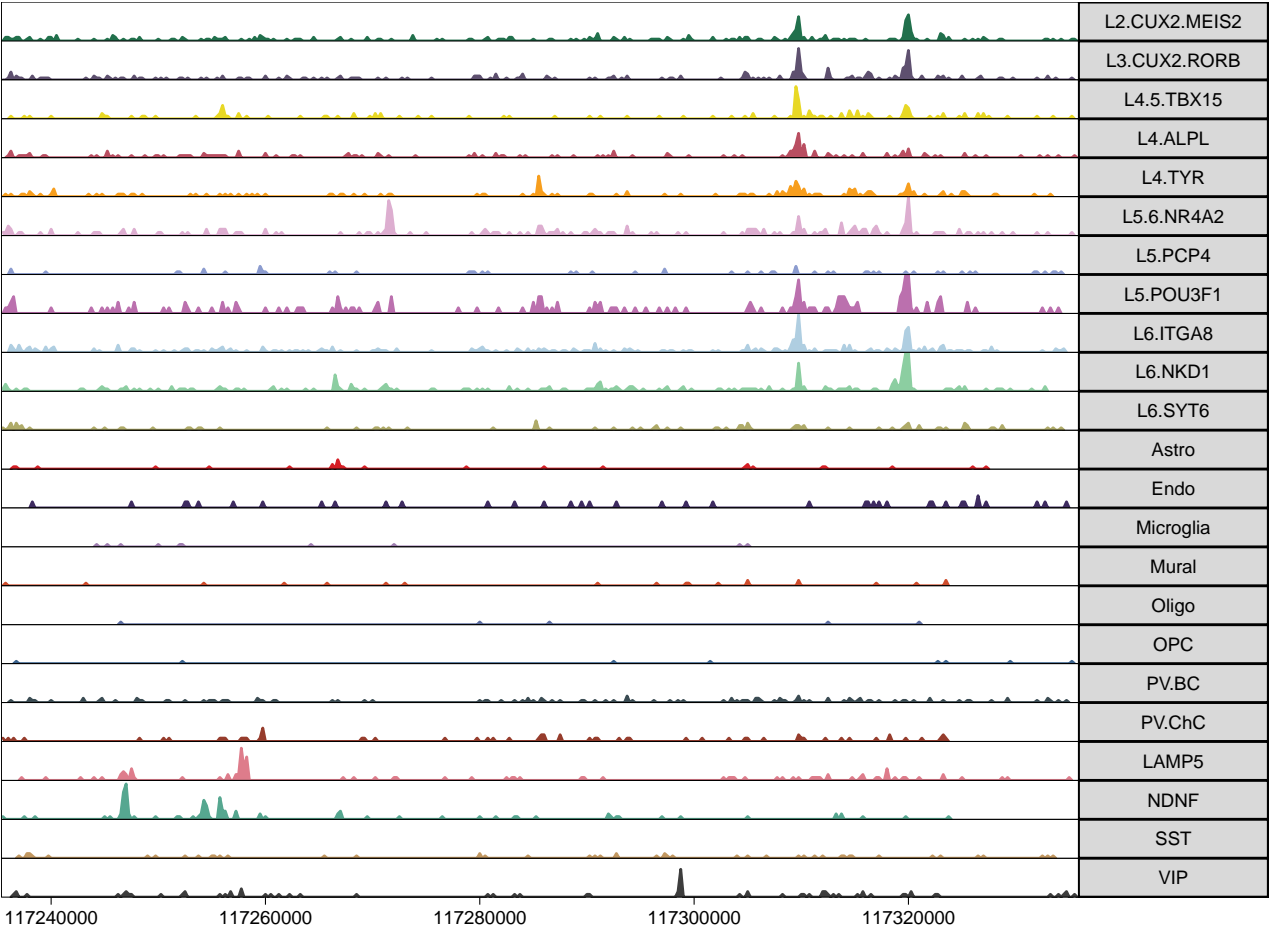 L2.CUX2.MEIS2
L3.CUX2.RORB
L4.5.TBX15
L4.ALPL
L4.TYR
L5.6.NR4A2
L5.PCP4
L5.POU3F1
L6.ITGA8
L6.NKD1
L6.SYT6
Astro
Endo
Microglia
Mural
Oligo
OPC
PV.BC
PV.ChC
LAMP5
NDNF
SST
VIP
117240000 117260000 117280000 117300000 117320000